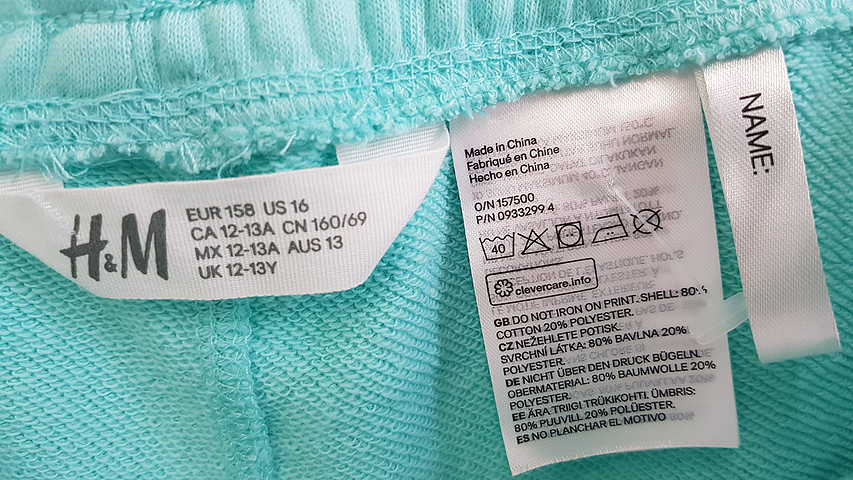 H&M
EUR 158 US 16
CA 12-13A CN 160/69
MX 12-13A AUS 13
UK 12-13Y
Made in China
Fabriqué en Chine
Hecho en China
O/N 157500
P/N 0933299 4
40
clevercare.info
GB DO NOT IRON ON PRINT. SHELL: 80%
COTTON 20% POLYESTER.
CZ NEŽEHLETE POTISK.
SVRCHNÍ LÁTKA: 80% BAVLNA 20%
POLYESTER.
DE NICHT ÜBER DEN DRUCK BÜGELN.
OBERMATERIAL: 80% BAUMWOLLE 20%
POLYESTER.
EE ÄRA TRIIGI TRÜKIKOHTI. ÜMBRIS:
80% PUUVILL 20% POLÜESTER.
ES NO PLANCHAR EL MOTIVO
NAME: